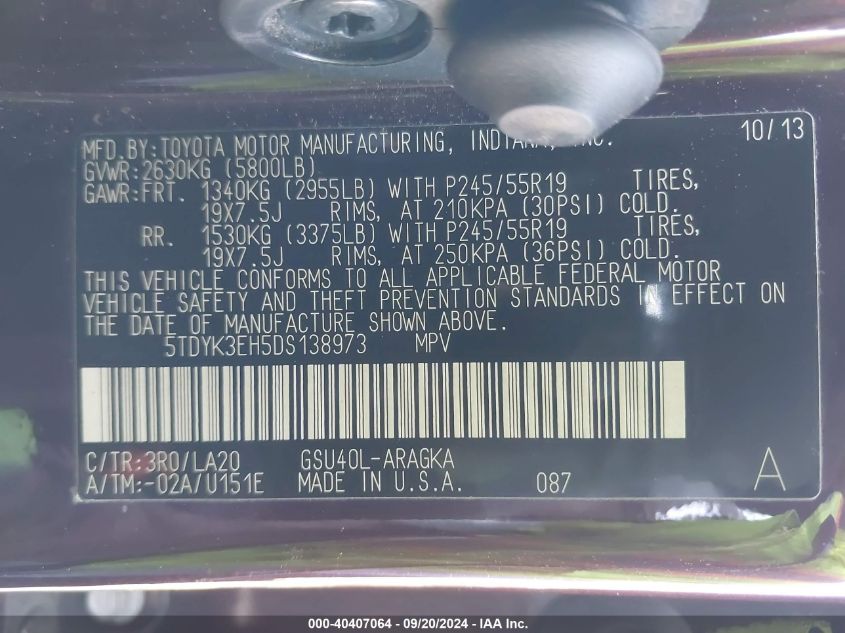 MFD.BY:TOYOTA MOTOR MANUFACTURING, INDIANA, INC. 10/13
GVWR:2630KG (5800LB)
GAWR:FRT. 1340KG (2955LB) WITH P245/55R19 TIRES,
19X7.5J RIMS, AT 210KPA (30PSI) COLD.
RR. 1530KG (3375LB) WITH P245/55R19 TIRES,
19X7.5J RIMS, AT 250KPA (36PSI) COLD.
THIS VEHICLE CONFORMS TO ALL APPLICABLE FEDERAL MOTOR
VEHICLE SAFETY AND THEFT PREVENTION STANDARDS IN EFFECT ON
THE DATE OF MANUFACTURE SHOWN ABOVE.
5TDYK3EH5DS138973 MPV
C/TR:3R0/LA20 GSU40L-ARAGKA
A/TM:-02A/U151E MADE IN U.S.A. 087 A
000-40407064 - 09/20/2024 - IAA Inc.